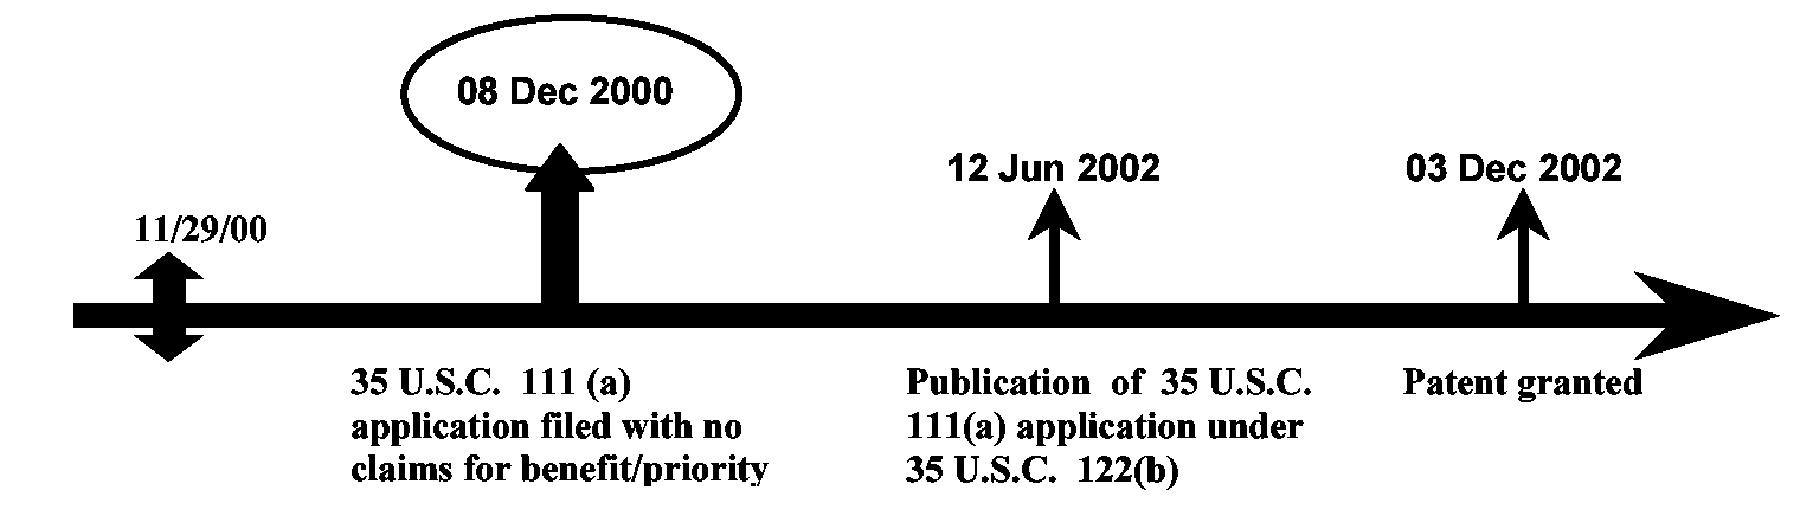 08 Dec 2000
12 Jun 2002
03 Dec 2002
11/29/00
35 U.S.C. 111 (a)
application filed with no
claims for benefit/priority
Publication of 35 U.S.C.
111(a) application under
35 U.S.C. 122(b)
Patent granted